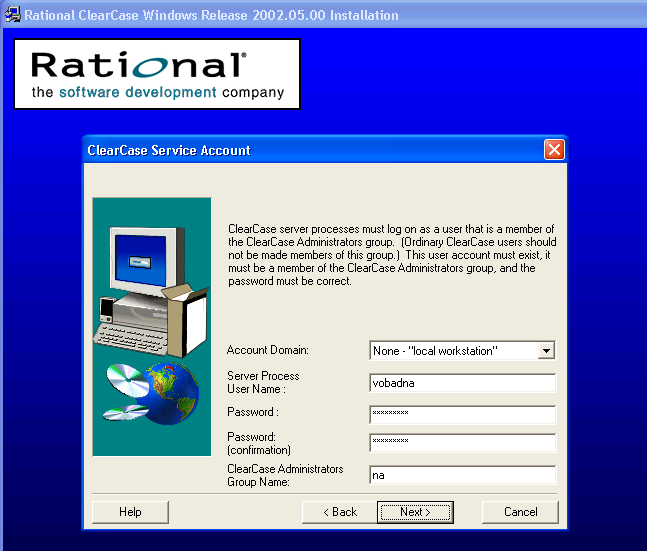 Rational ClearCase Windows Release 2002.05.00 Installation
Rational®
the software development company
ClearCase Service Account
ClearCase server processes must log on as a user that is a member of
the ClearCase Administrators group. (Ordinary ClearCase users should
not be made members of this group.) This user account must exist, it
must be a member of the ClearCase Administrators group, and the
password must be correct.
Account Domain:
None - "local workstation"
Server Process
User Name :
vobadna
Password :
*********
Password:
(confirmation)
*********
ClearCase Administrators
Group Name:
na
Help
< Back
Next >
Cancel